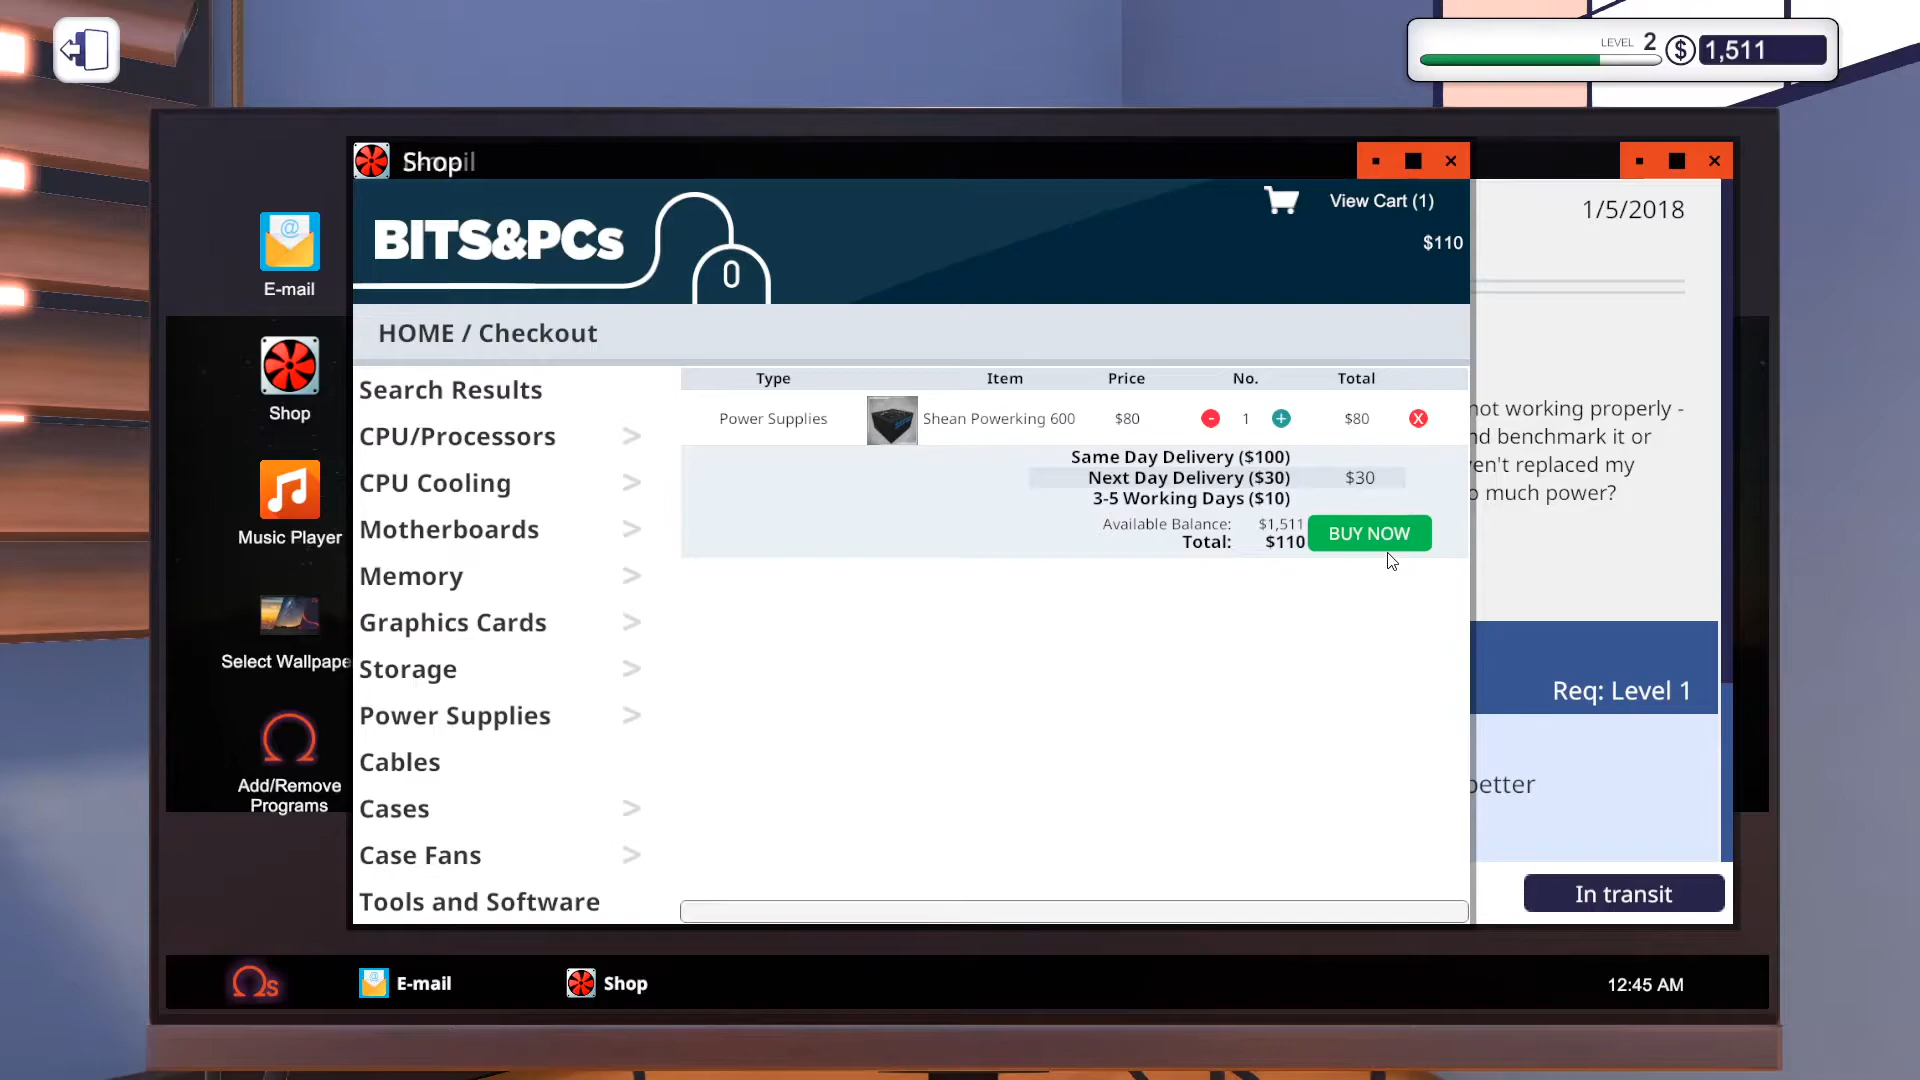 LEVEL 2 $ 1,511
Shop
View Cart (1)
BITS&PCs
$110
1/5/2018
E-mail
HOME / Checkout
Shop
Type Item Price No. Total
Power Supplies Shean Powerking 600 $80 - 1 + $80 X
Same Day Delivery ($100)
Next Day Delivery ($30) $30
3-5 Working Days ($10)
Available Balance: $1,511
Total: $110
BUY NOW
Search Results
CPU/Processors >
CPU Cooling >
Motherboards >
Memory >
Graphics Cards >
Storage >
Power Supplies >
Cables
Cases >
Case Fans >
Tools and Software
not working properly -
nd benchmark it or
en't replaced my
much power?
Music Player
Select Wallpape
Add/Remove
Programs
Req: Level 1
better
In transit
Ωs
E-mail
Shop
12:45 AM